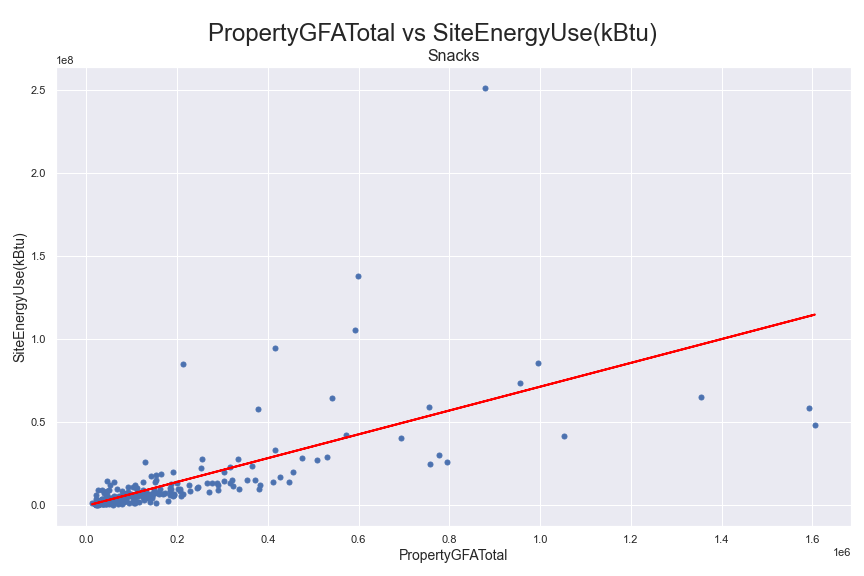 PropertyGFATotal vs SiteEnergyUse(kBtu)
Snacks
1e8
2.5
2.0
1.5
1.0
0.5
0.0
SiteEnergyUse(kBtu)
0.0 0.2 0.4 0.6 0.8 1.0 1.2 1.4 1.6
1e6
PropertyGFATotal